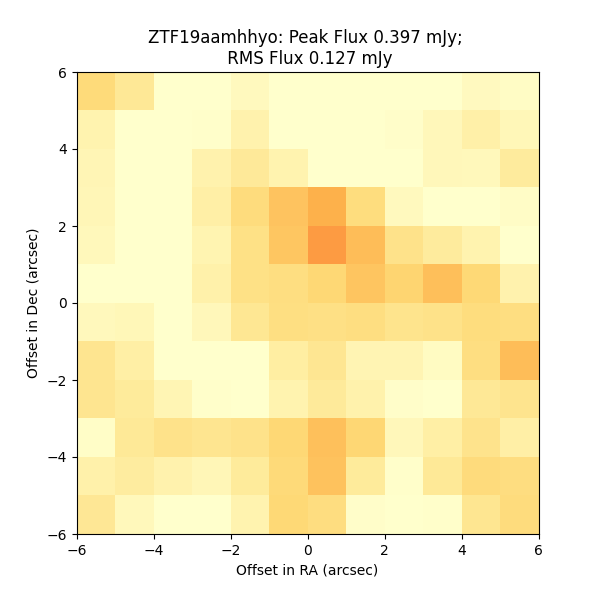 ZTF19aamhhyo: Peak Flux 0.397 mJy;
RMS Flux 0.127 mJy
6
4
2
0
−2
−4
−6
Offset in Dec (arcsec)
−6 −4 −2 0 2 4 6
Offset in RA (arcsec)